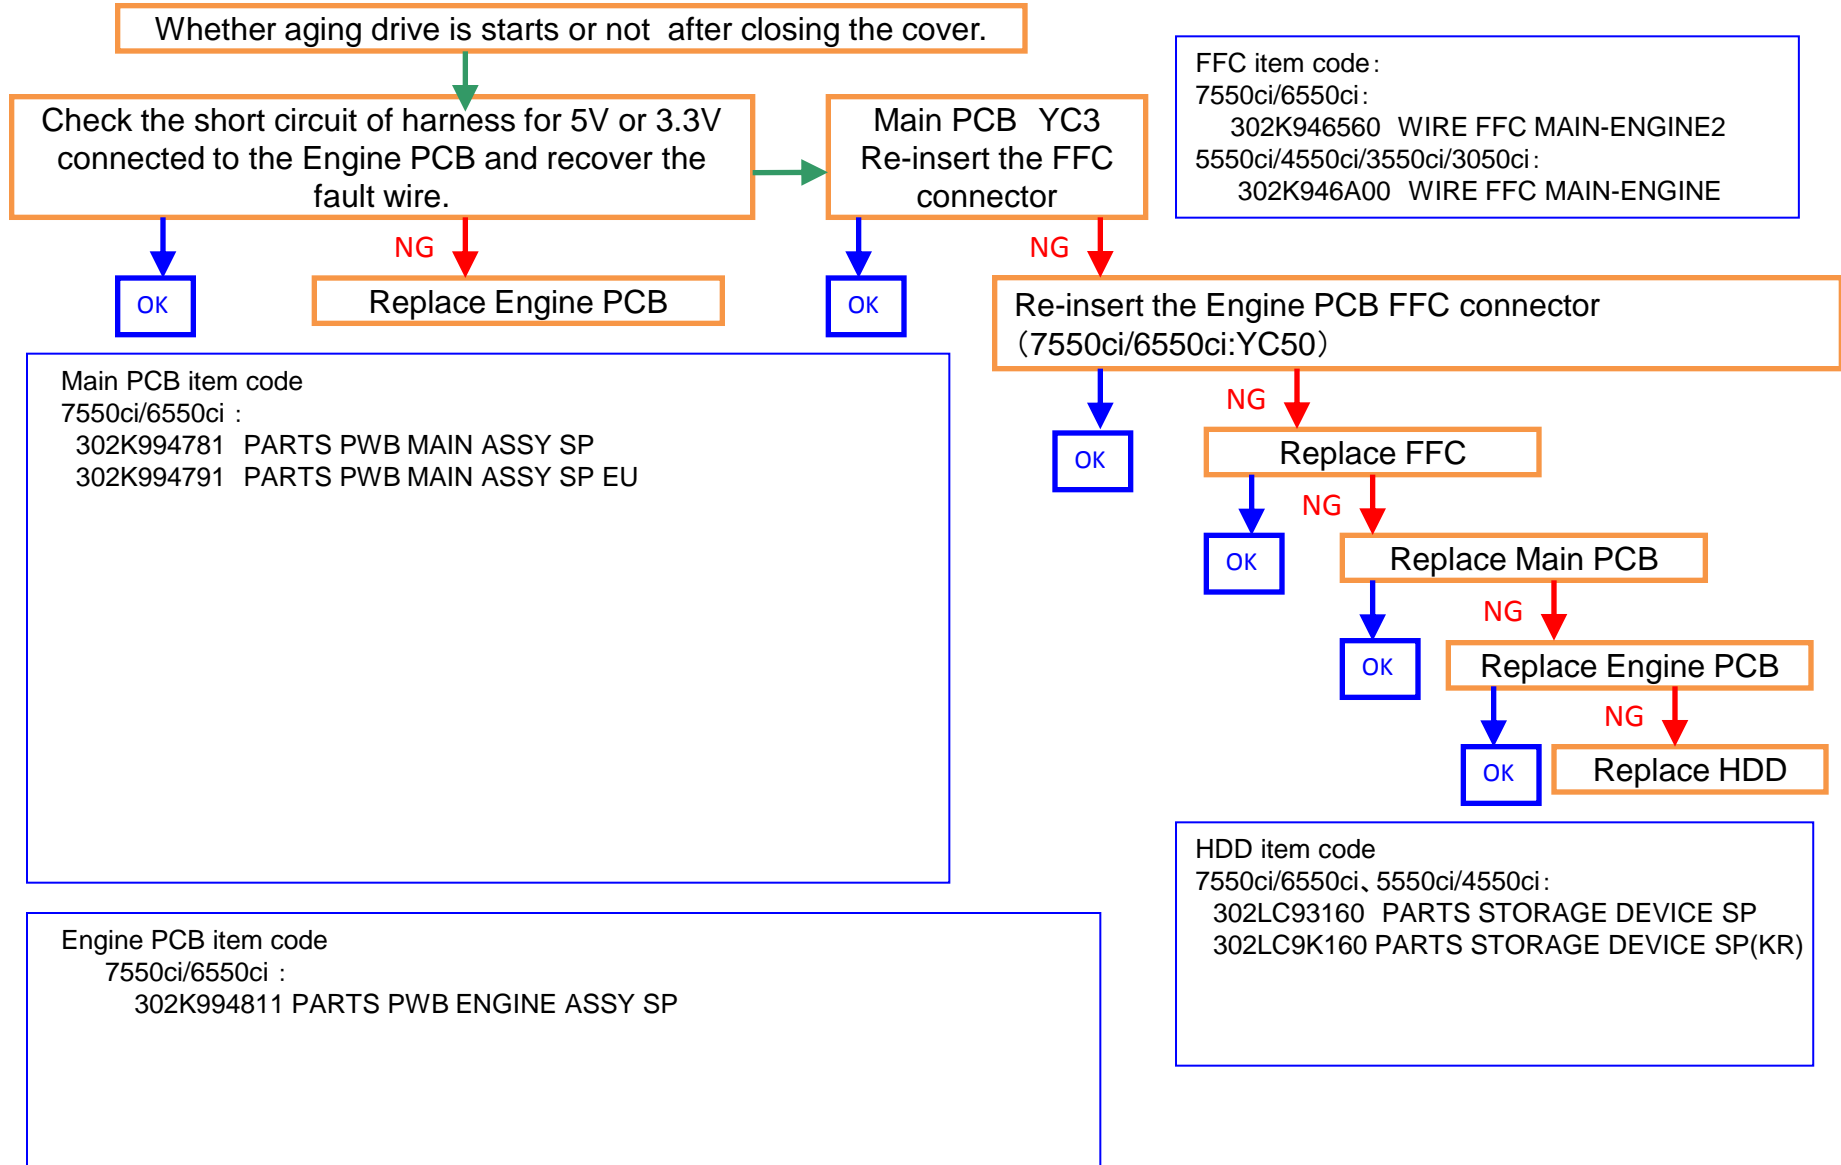 Whether aging drive is starts or not  after closing the cover.
Check the short circuit of harness for 5V or 3.3V
connected to the Engine PCB and recover the
fault wire.
Main PCB  YC3
Re-insert the FFC
connector
FFC item code：
7550ci/6550ci：
302K946560  WIRE FFC MAIN-ENGINE2
5550ci/4550ci/3550ci/3050ci：
302K946A00  WIRE FFC MAIN-ENGINE
NG
NG
OK
Replace Engine PCB
OK
Re-insert the Engine PCB FFC connector
（7550ci/6550ci:YC50）
NG
OK
Replace FFC
NG
OK
Replace Main PCB
NG
OK
Replace Engine PCB
NG
OK
Replace HDD
Main PCB item code
7550ci/6550ci：
302K994781  PARTS PWB MAIN ASSY SP
302K994791  PARTS PWB MAIN ASSY SP EU
HDD item code
7550ci/6550ci、5550ci/4550ci：
302LC93160  PARTS STORAGE DEVICE SP
302LC9K160 PARTS STORAGE DEVICE SP(KR)
Engine PCB item code
7550ci/6550ci：
302K994811 PARTS PWB ENGINE ASSY SP